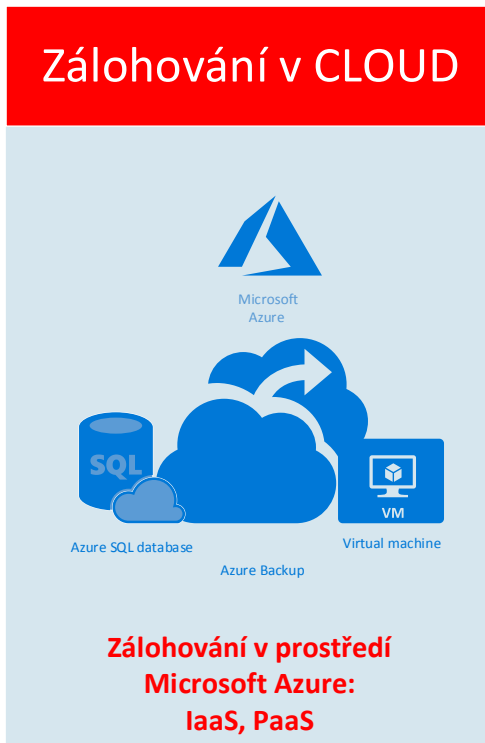 Zálohování v CLOUD
Microsoft
Azure
SQL
VM
Azure SQL database
Virtual machine
Azure Backup
Zálohování v prostředí
Microsoft Azure:
IaaS, PaaS